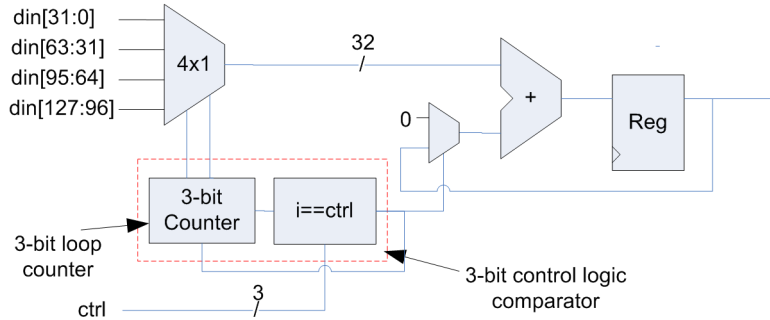 din[31:0]
din[63:31]
din[95:64]
din[127:96]
4x1
32
0
+
Reg
3-bit
Counter
i==ctrl
3-bit loop
counter
3-bit control logic
comparator
ctrl
3